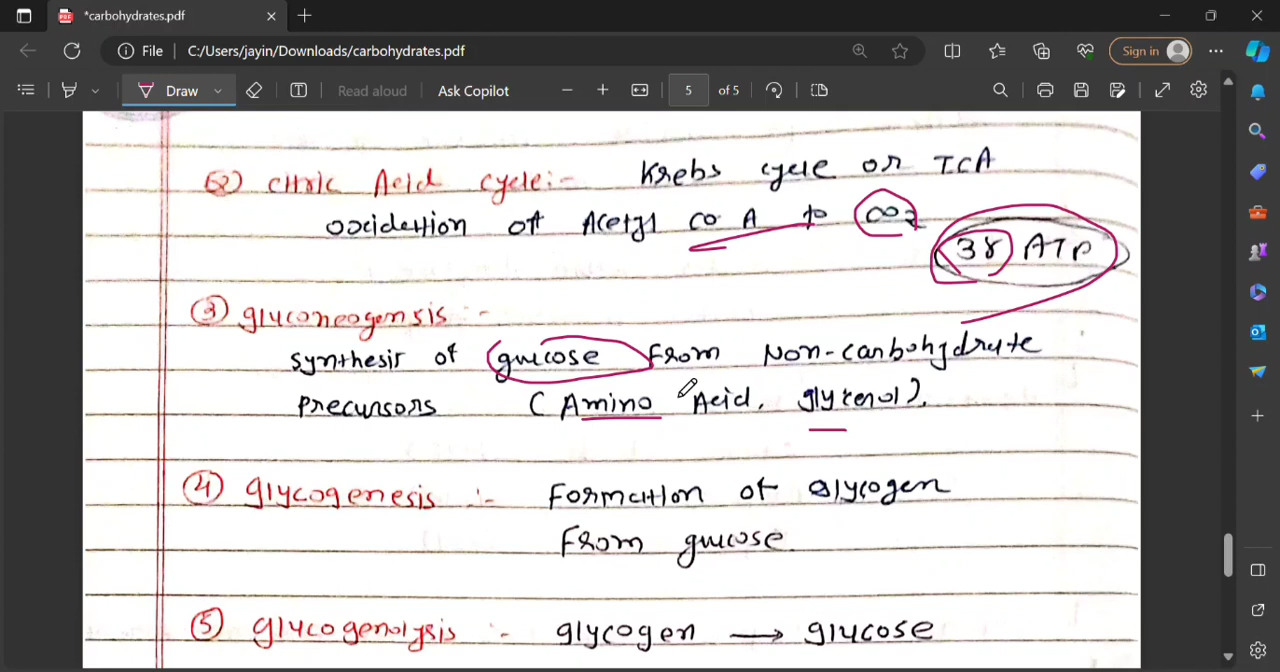 *carbohydrates.pdf
File C:/Users/jayin/Downloads/carbohydrates.pdf Sign in
Draw Read aloud Ask Copilot 5 of 5
(2) Citric Acid cycle:- Krebs cycle or TCA
oxidation of Acetyl co A to CO2
38 ATP
(3) gluconeogensis :-
synthesis of glucose from Non-carbohydrate
precursors (Amino Acid, glycerol).
(4) glycogenesis :- Formation of Glycogen
From glucose.
(5) glycogenolysis :- glycogen → glucose